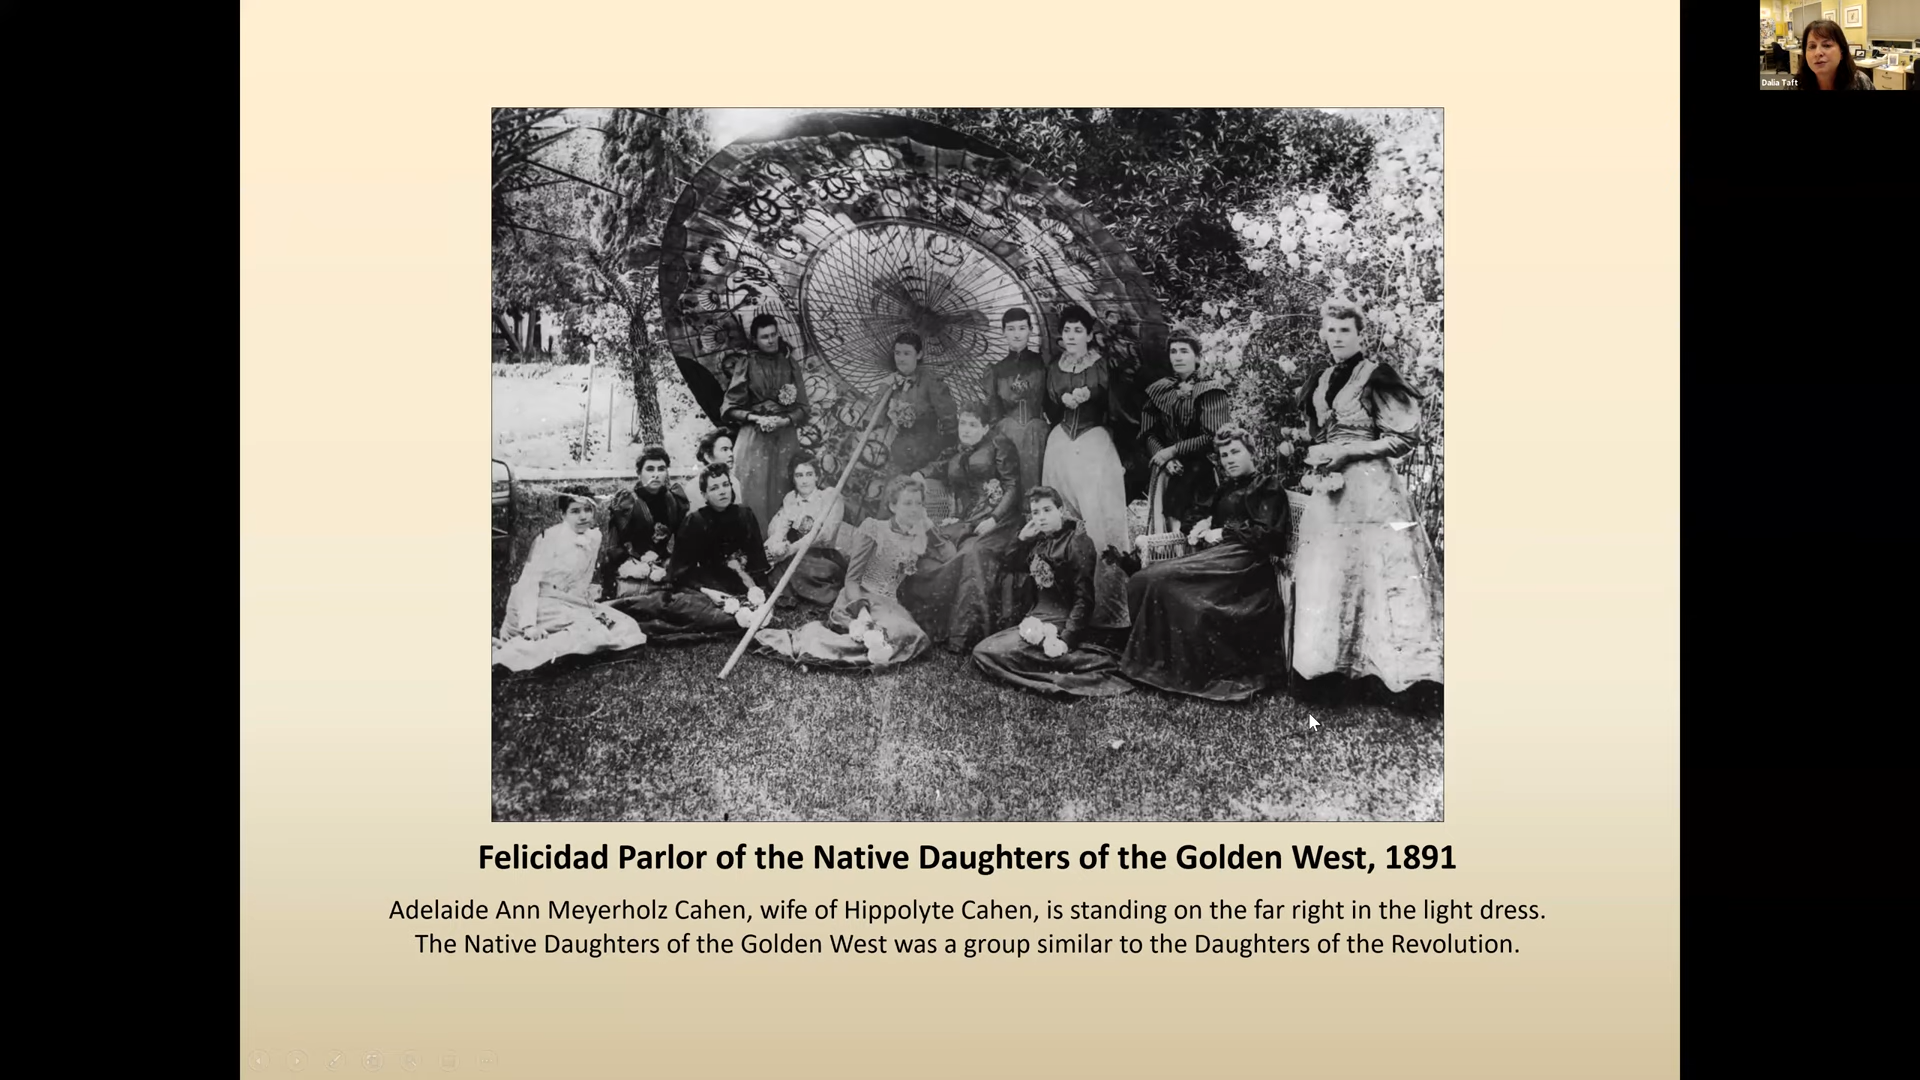 Dalia Taft
Felicidad Parlor of the Native Daughters of the Golden West, 1891
Adelaide Ann Meyerholz Cahen, wife of Hippolyte Cahen, is standing on the far right in the light dress.
The Native Daughters of the Golden West was a group similar to the Daughters of the Revolution.